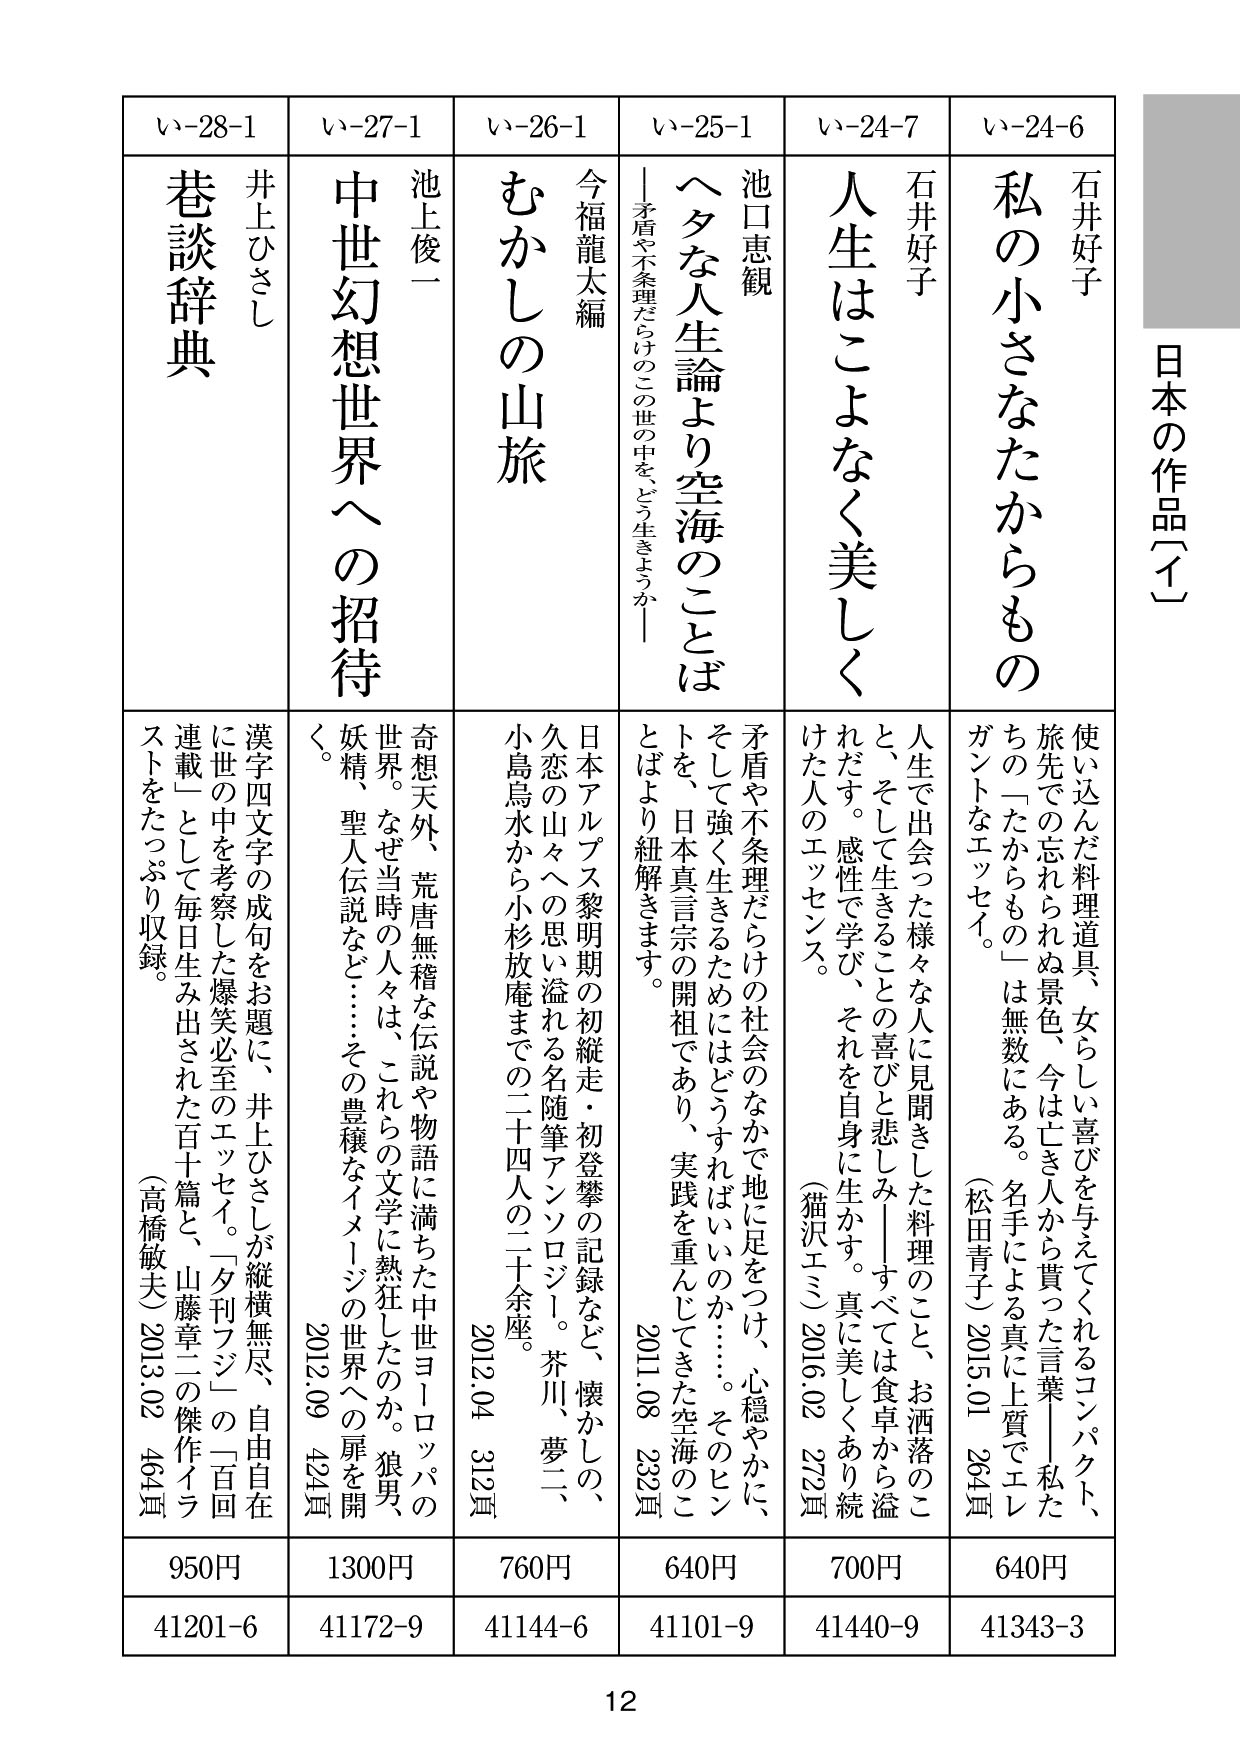 日本の作品〔イ〕
い-24-6
石井好子
私の小さなたからもの
使い込んだ料理道具、女らしい喜びを与えてくれるコンパクト、
旅先での忘れられぬ景色、今は亡き人から貰った言葉――私た
ちの「たからもの」は無数にある。名手による真に上質でエレ
ガントなエッセイ。
（松田青子）2015.01 264頁
640円
41343-3
い-24-7
石井好子
人生はこよなく美しく
人生で出会った様々な人に見聞きした料理のこと、お洒落のこ
と、そして生きることの喜びと悲しみ――すべては食卓から溢
れだす。感性で学び、それを自身に生かす。真に美しくあり続
けた人のエッセンス。
（猫沢エミ）2016.02 272頁
700円
41440-9
い-25-1
池口恵観
ヘタな人生論より空海のことば
――矛盾や不条理だらけのこの世の中を、どう生きようか――
矛盾や不条理だらけの社会のなかで地に足をつけ、心穏やかに、
そして強く生きるためにはどうすればいいのか……。そのヒン
トを、日本真言宗の開祖であり、実践を重んじてきた空海のこ
とばより紐解きます。
2011.08 232頁
640円
41101-9
い-26-1
今福龍太編
むかしの山旅
日本アルプス黎明期の初縦走・初登攀の記録など、懐かしの、
久恋の山々への思い溢れる名随筆アンソロジー。芥川、夢二、
小島烏水から小杉放庵までの二十四人の二十余座。
2012.04 312頁
760円
41144-6
い-27-1
池上俊一
中世幻想世界への招待
奇想天外、荒唐無稽な伝説や物語に満ちた中世ヨーロッパの
世界。なぜ当時の人々は、これらの文学に熱狂したのか。狼男、
妖精、聖人伝説など……その豊穣なイメージの世界への扉を開
く。
2012.09 424頁
1300円
41172-9
い-28-1
井上ひさし
巷談辞典
漢字四文字の成句をお題に、井上ひさしが縦横無尽、自由自在
に世の中を考察した爆笑必至のエッセイ。「夕刊フジ」の「百回
連載」として毎日生み出された百十篇と、山藤章二の傑作イラ
ストをたっぷり収録。
（高橋敏夫）2013.02 464頁
950円
41201-6
12